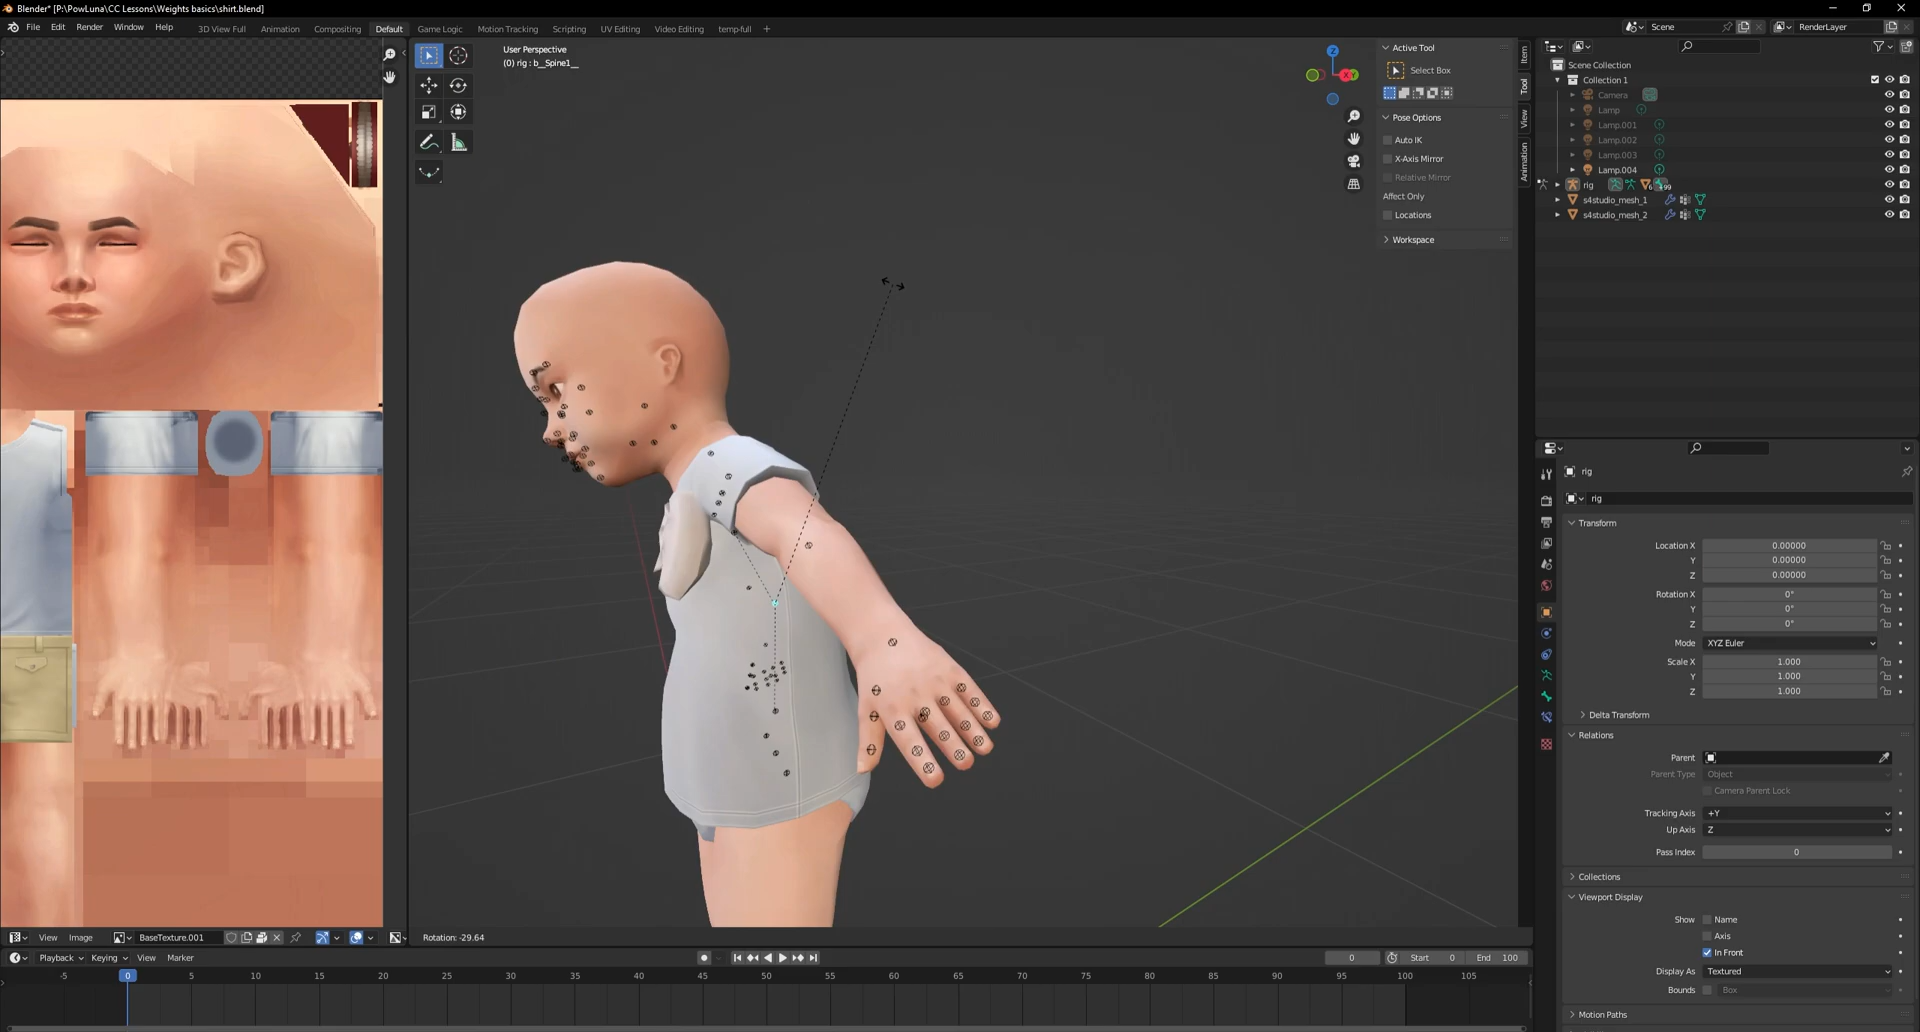 Blender* [P:\PowLuna\CC Lessons\Weights basics\shirt.blend]
File Edit Render Window Help 3D View Full Animation Compositing Default Game Logic Motion Tracking Scripting UV Editing Video Editing temp-full + Scene RenderLayer
User Perspective
(0) rig : b__Spine1__
Z
X
Y
Active Tool
Select Box
Pose Options
Auto IK
X-Axis Mirror
Relative Mirror
Affect Only
Locations
Workspace
Item
Tool
View
Animation
Scene Collection
Collection 1
Camera
Lamp
Lamp.001
Lamp.002
Lamp.003
Lamp.004
rig 6 99
s4studio_mesh_1
s4studio_mesh_2
rig
rig
Transform
Location X 0.00000
Y 0.00000
Z 0.00000
Rotation X 0°
Y 0°
Z 0°
Mode XYZ Euler
Scale X 1.000
Y 1.000
Z 1.000
Delta Transform
Relations
Parent
Parent Type Object
Camera Parent Lock
Tracking Axis +Y
Up Axis Z
Pass Index 0
Collections
Viewport Display
Show Name
Axis
In Front
Display As Textured
Bounds Box
Motion Paths
View Image BaseTexture.001
Rotation: -29.64
Playback Keying View Marker 0 Start 0 End 100
-5 0 5 10 15 20 25 30 35 40 45 50 55 60 65 70 75 80 85 90 95 100 105